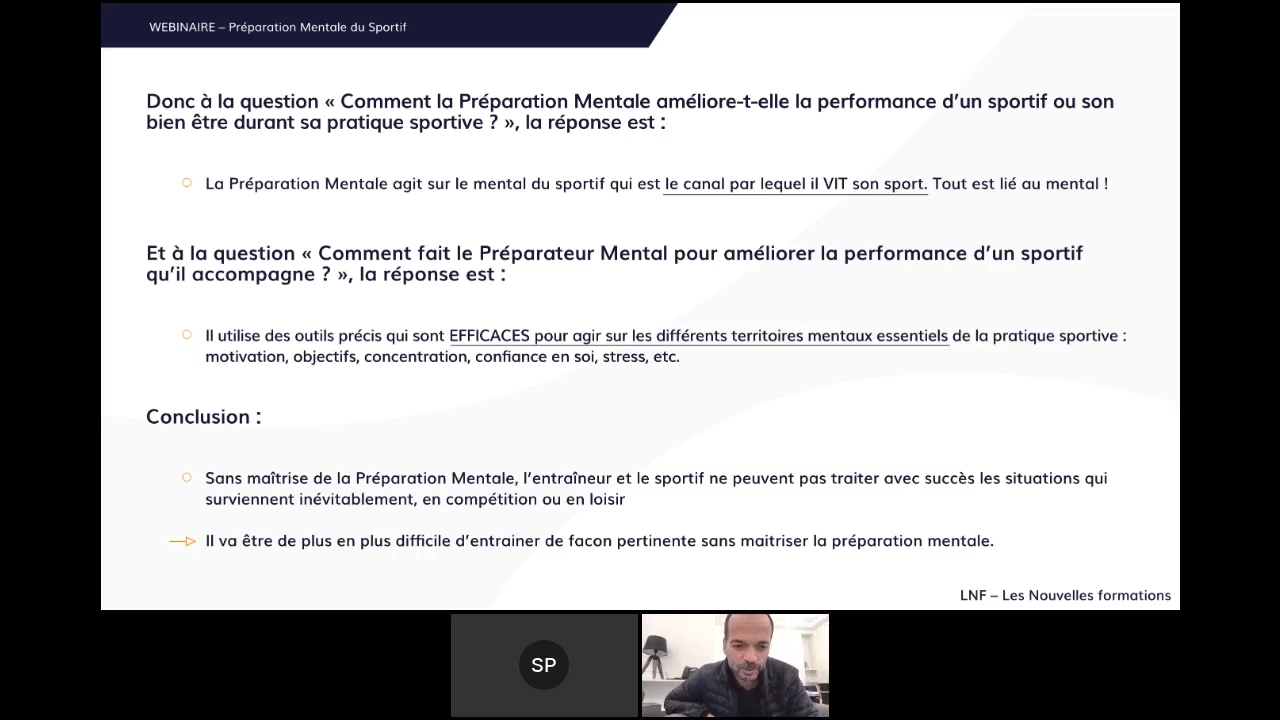 WEBINAIRE – Préparation Mentale du Sportif
Donc à la question « Comment la Préparation Mentale améliore-t-elle la performance d’un sportif ou son
bien être durant sa pratique sportive ? », la réponse est :
La Préparation Mentale agit sur le mental du sportif qui est le canal par lequel il VIT son sport. Tout est lié au mental !
Et à la question « Comment fait le Préparateur Mental pour améliorer la performance d’un sportif
qu’il accompagne ? », la réponse est :
Il utilise des outils précis qui sont EFFICACES pour agir sur les différents territoires mentaux essentiels de la pratique sportive :
motivation, objectifs, concentration, confiance en soi, stress, etc.
Conclusion :
Sans maîtrise de la Préparation Mentale, l’entraîneur et le sportif ne peuvent pas traiter avec succès les situations qui
surviennent inévitablement, en compétition ou en loisir
Il va être de plus en plus difficile d’entrainer de facon pertinente sans maitriser la préparation mentale.
LNF – Les Nouvelles formations
SP